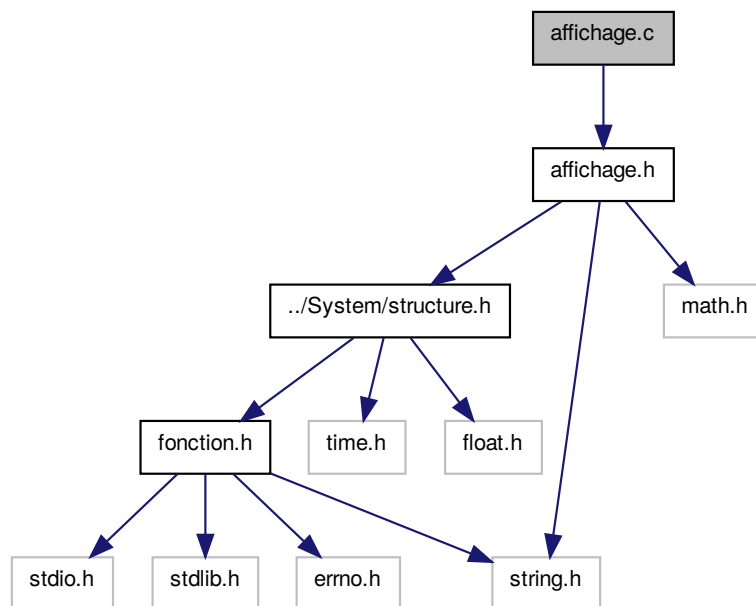 affichage.c
affichage.h
../System/structure.h
math.h
fonction.h
time.h
float.h
stdio.h
stdlib.h
errno.h
string.h